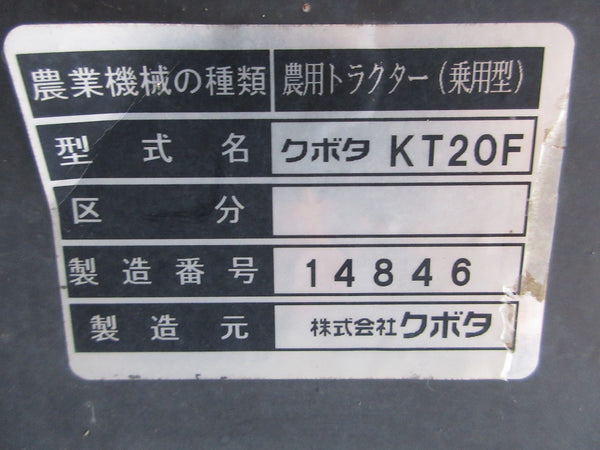 農業機械の種類 農用トラクター(乗用型)
型式名 クボタ KT20F
区分
製造番号 14846
製造元 株式会社クボタ